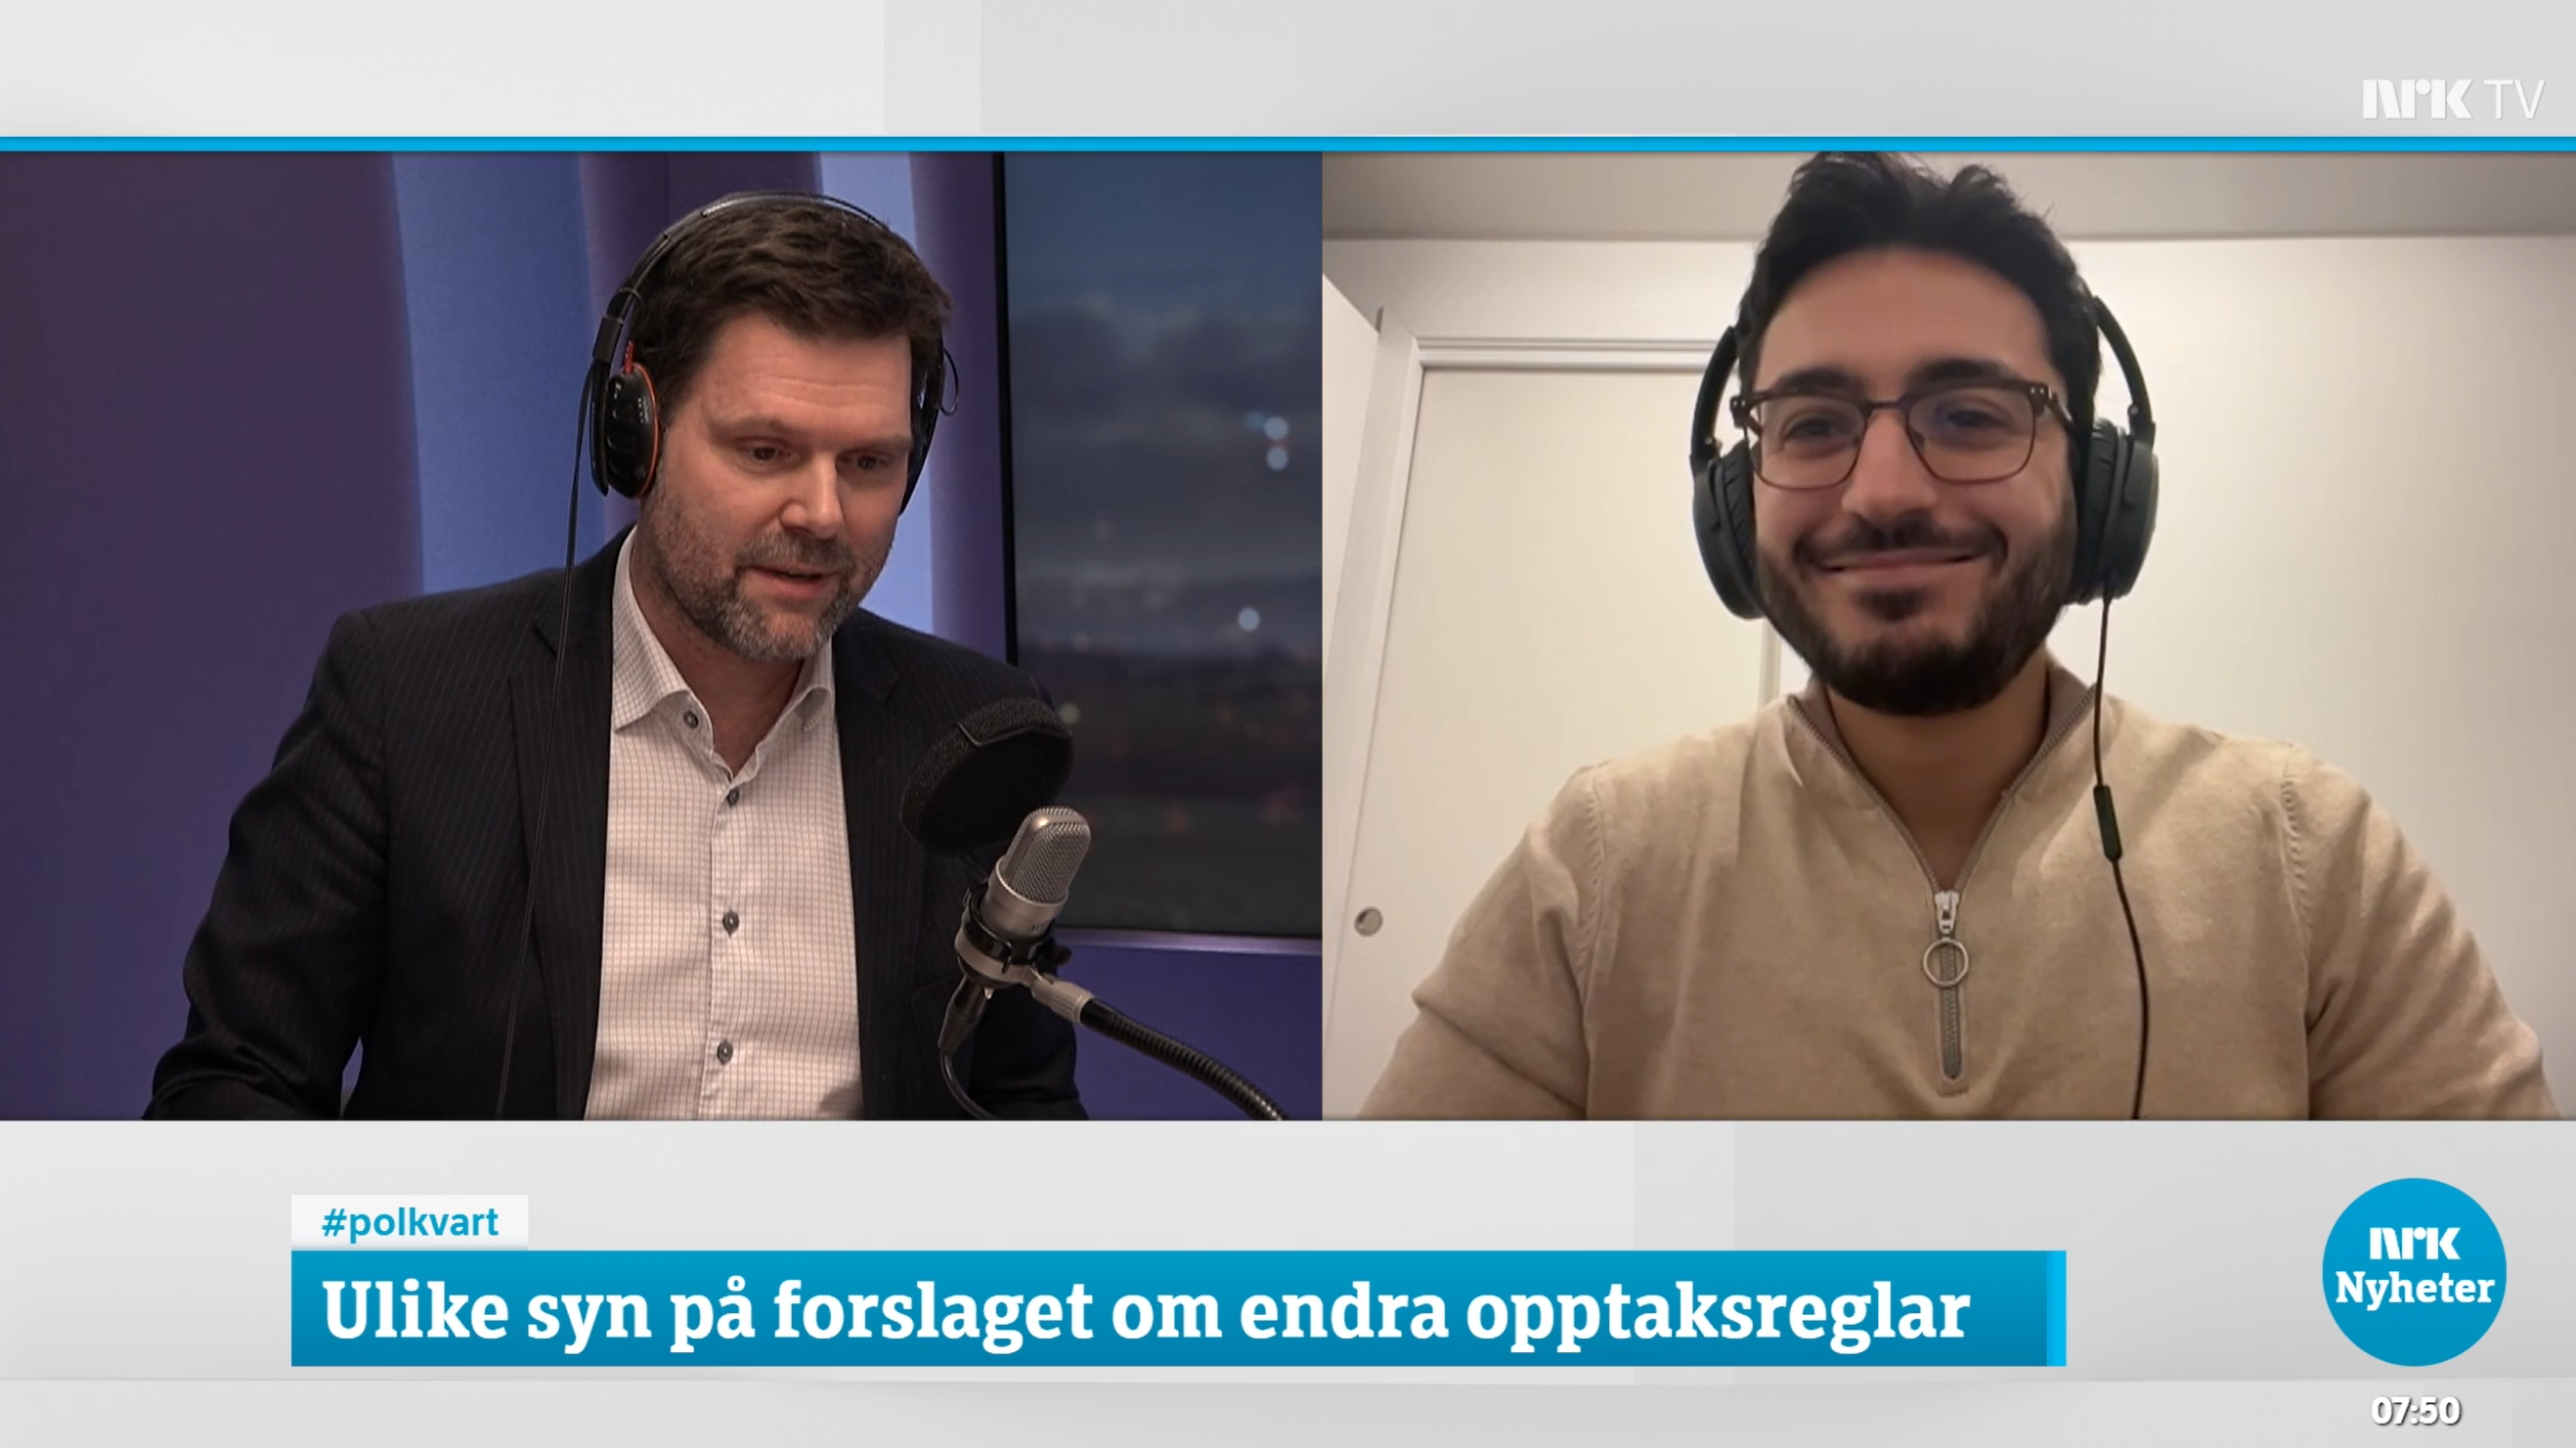 NRK TV
#polkvart
Ulike syn på forslaget om endra opptaksreglar
NRK
Nyheter
07:50